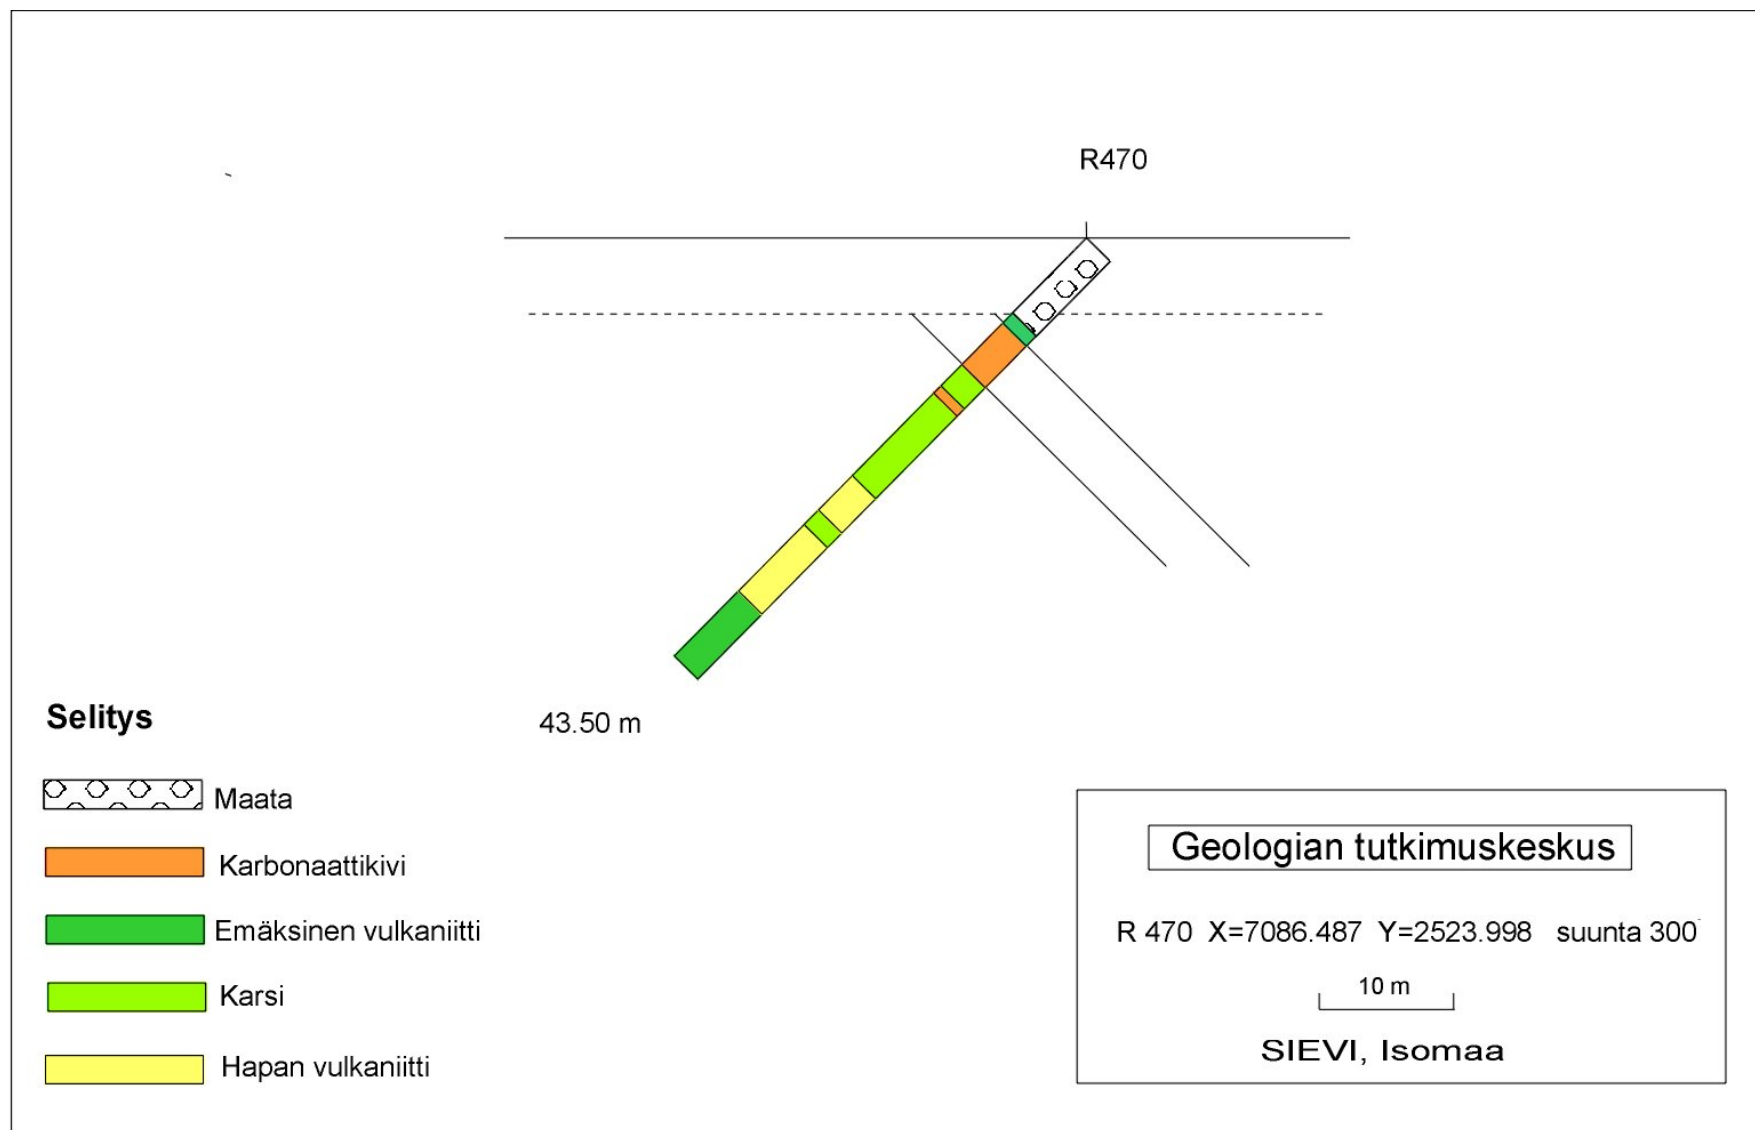 R470
43.50 m
Selitys
Maata
Karbonaattikivi
Emäksinen vulkaniitti
Karsi
Hapan vulkaniitti
Geologian tutkimuskeskus
R 470 X=7086.487 Y=2523.998 suunta 300
10 m
SIEVI, Isomaa